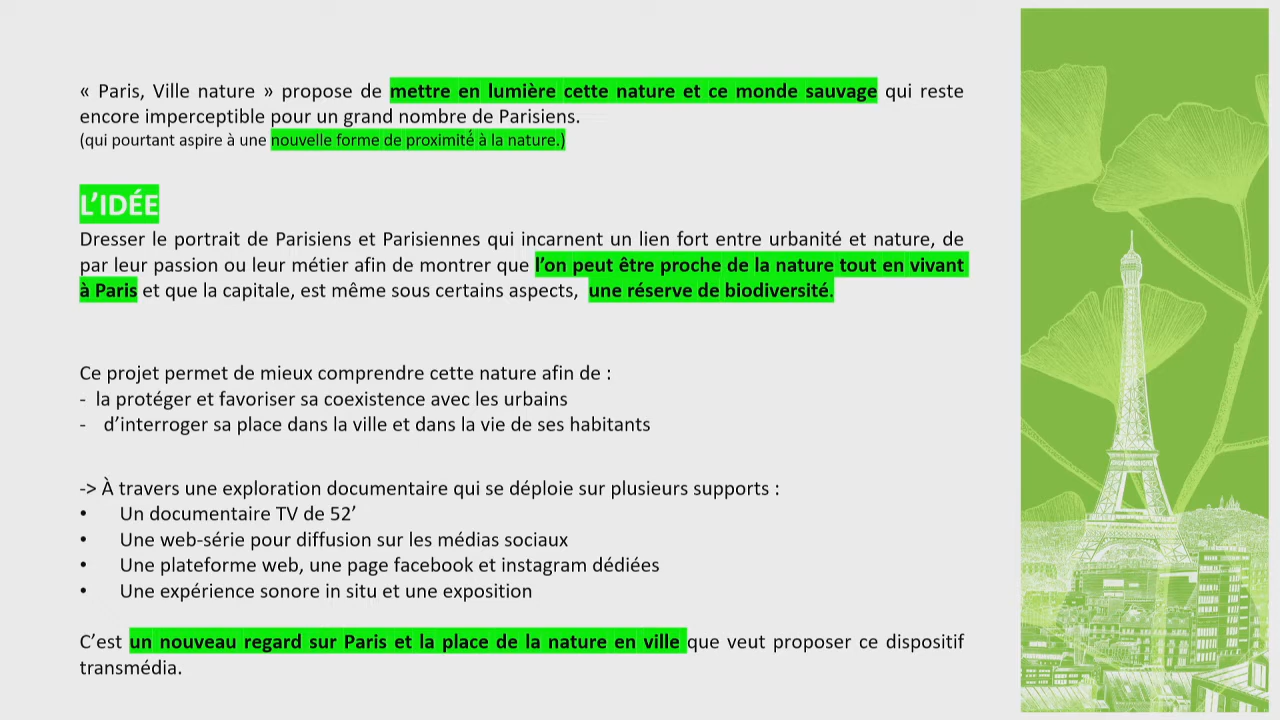 « Paris, Ville nature » propose de mettre en lumière cette nature et ce monde sauvage qui reste
encore imperceptible pour un grand nombre de Parisiens.
(qui pourtant aspire à une nouvelle forme de proximité à la nature.)
L’IDÉE
Dresser le portrait de Parisiens et Parisiennes qui incarnent un lien fort entre urbanité et nature, de
par leur passion ou leur métier afin de montrer que l’on peut être proche de la nature tout en vivant
à Paris et que la capitale, est même sous certains aspects, une réserve de biodiversité.
Ce projet permet de mieux comprendre cette nature afin de :
- la protéger et favoriser sa coexistence avec les urbains
- d’interroger sa place dans la ville et dans la vie de ses habitants
-> À travers une exploration documentaire qui se déploie sur plusieurs supports :
• Un documentaire TV de 52’
• Une web-série pour diffusion sur les médias sociaux
• Une plateforme web, une page facebook et instagram dédiées
• Une expérience sonore in situ et une exposition
C’est un nouveau regard sur Paris et la place de la nature en ville que veut proposer ce dispositif
transmédia.